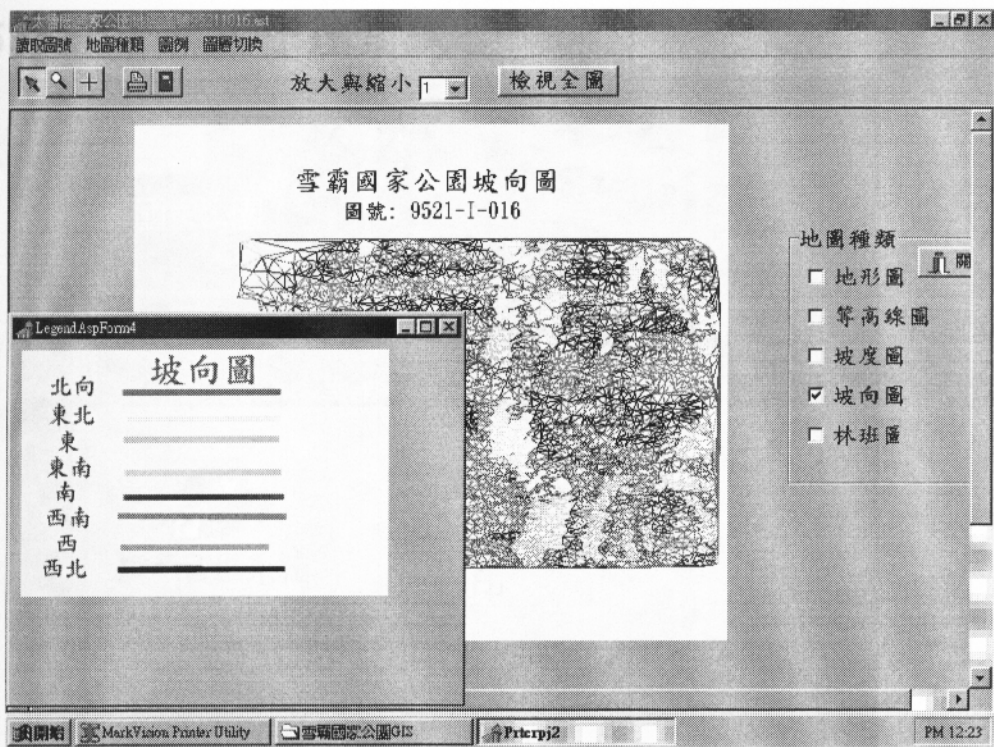 讀取圖號 地圖種類 圖例 圖層切換
放大與縮小 1 檢視全圖
雪霸國家公園坡向圖
圖號: 9521-I-016
地圖種類
關
地形圖
等高線圖
坡度圖
坡向圖
林班圖
LegendAspForm4
坡向圖
北向
東北
東
東南
南
西南
西
西北
開始 MarkVision Printer Utility 雪霸國家公園GIS Prterpj2 PM 12:23